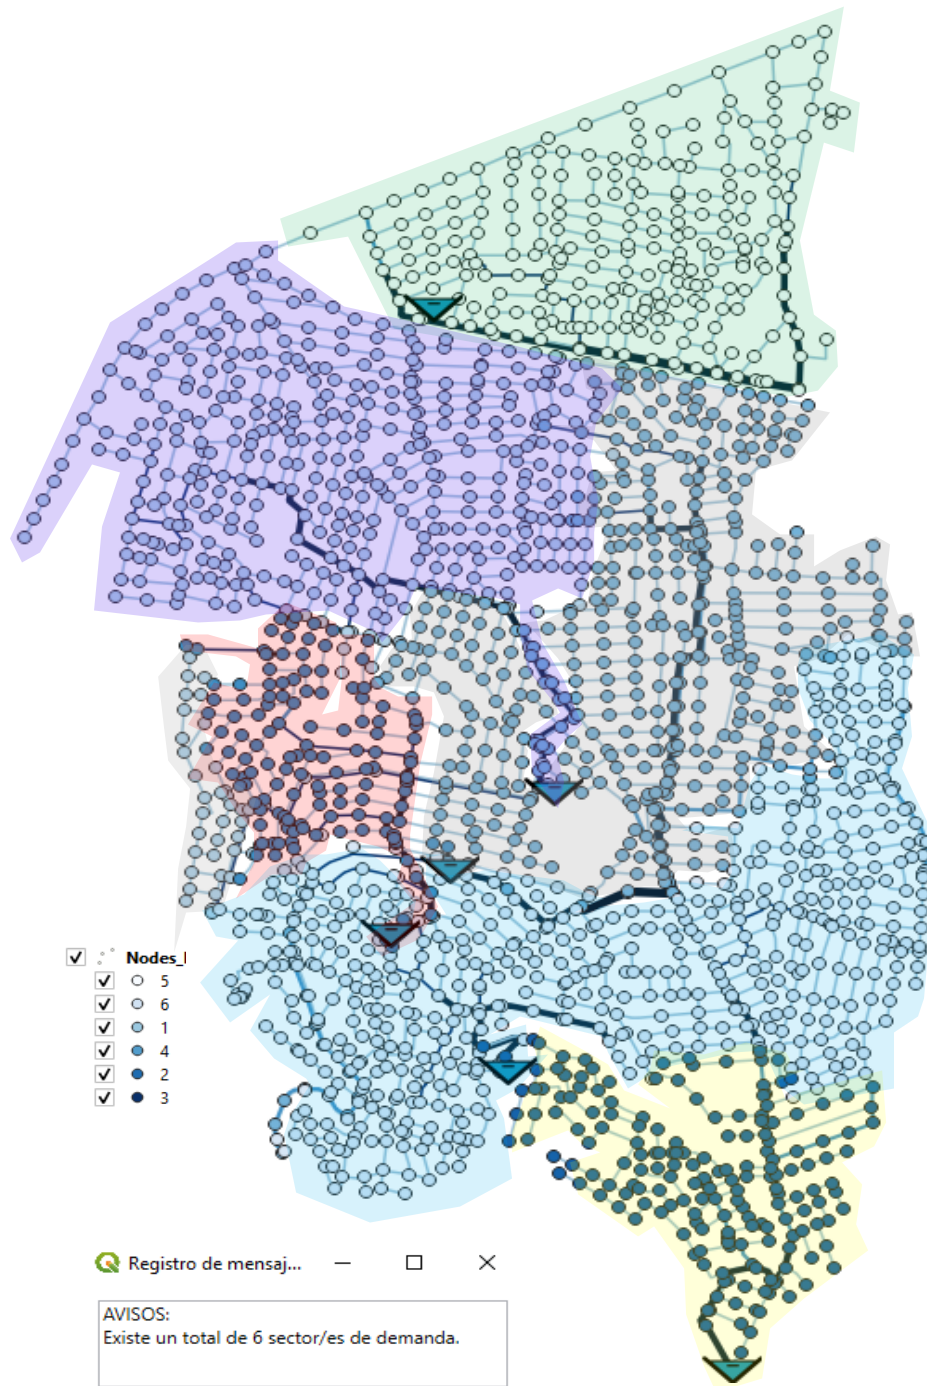 Nodes_
5
6
1
4
2
3
Registro de mensaj...
AVISOS:
Existe un total de 6 sector/es de demanda.